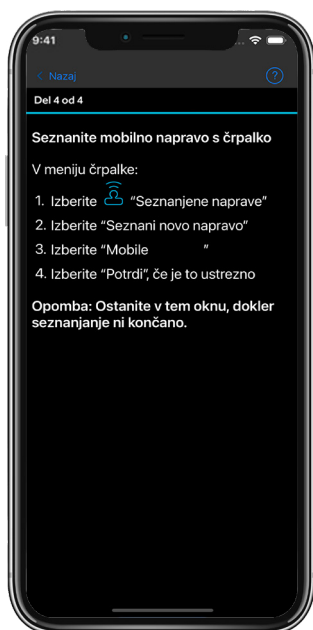 9:41
< Nazaj
?
Del 4 od 4
Seznanite mobilno napravo s črpalko
V meniju črpalke:
1. Izberite "Seznanjene naprave"
2. Izberite "Seznani novo napravo"
3. Izberite "Mobile "
4. Izberite "Potrdi", če je to ustrezno
Opomba: Ostanite v tem oknu, dokler
seznanjanje ni končano.